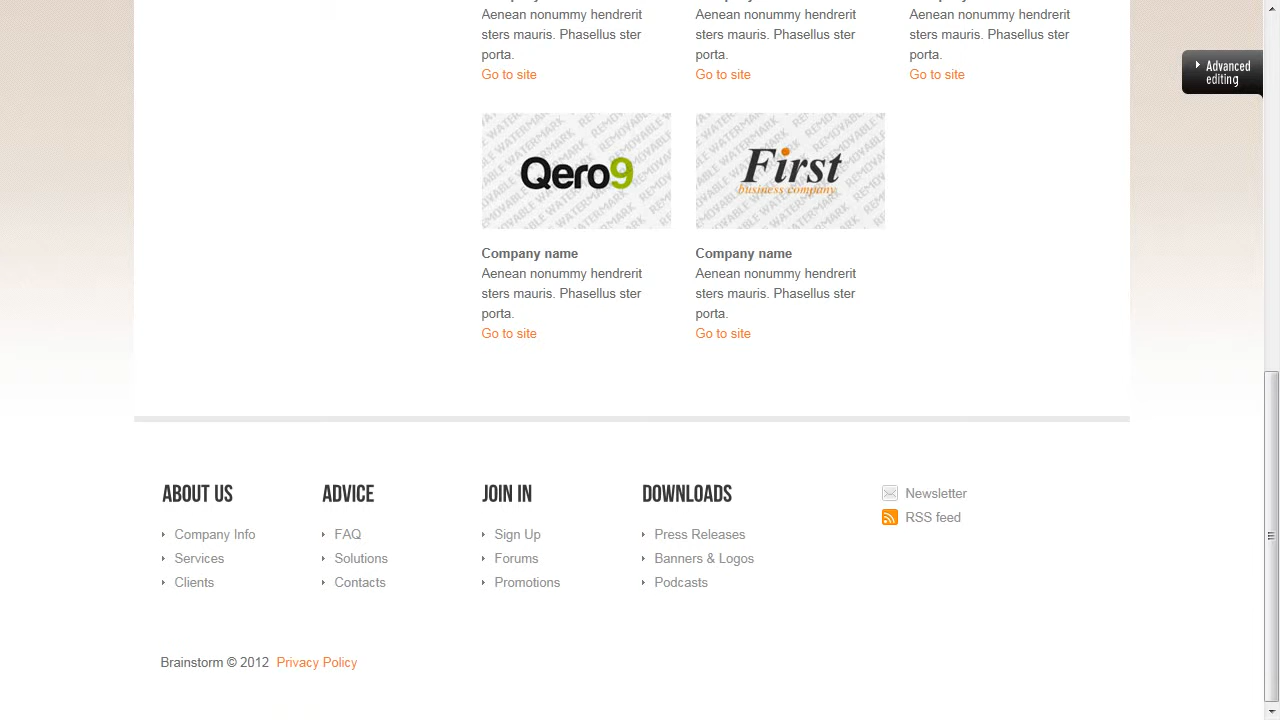 Aenean nonummy hendrerit
sters mauris. Phasellus ster
porta.
Go to site
Aenean nonummy hendrerit
sters mauris. Phasellus ster
porta.
Go to site
Aenean nonummy hendrerit
sters mauris. Phasellus ster
porta.
Go to site
Advanced
editing
Qero9
REMOVABLE WATERMARK
Company name
Aenean nonummy hendrerit
sters mauris. Phasellus ster
porta.
Go to site
First
business company
REMOVABLE WATERMARK
Company name
Aenean nonummy hendrerit
sters mauris. Phasellus ster
porta.
Go to site
ABOUT US
Company Info
Services
Clients
ADVICE
FAQ
Solutions
Contacts
JOIN IN
Sign Up
Forums
Promotions
DOWNLOADS
Press Releases
Banners & Logos
Podcasts
Newsletter
RSS feed
Brainstorm © 2012 Privacy Policy